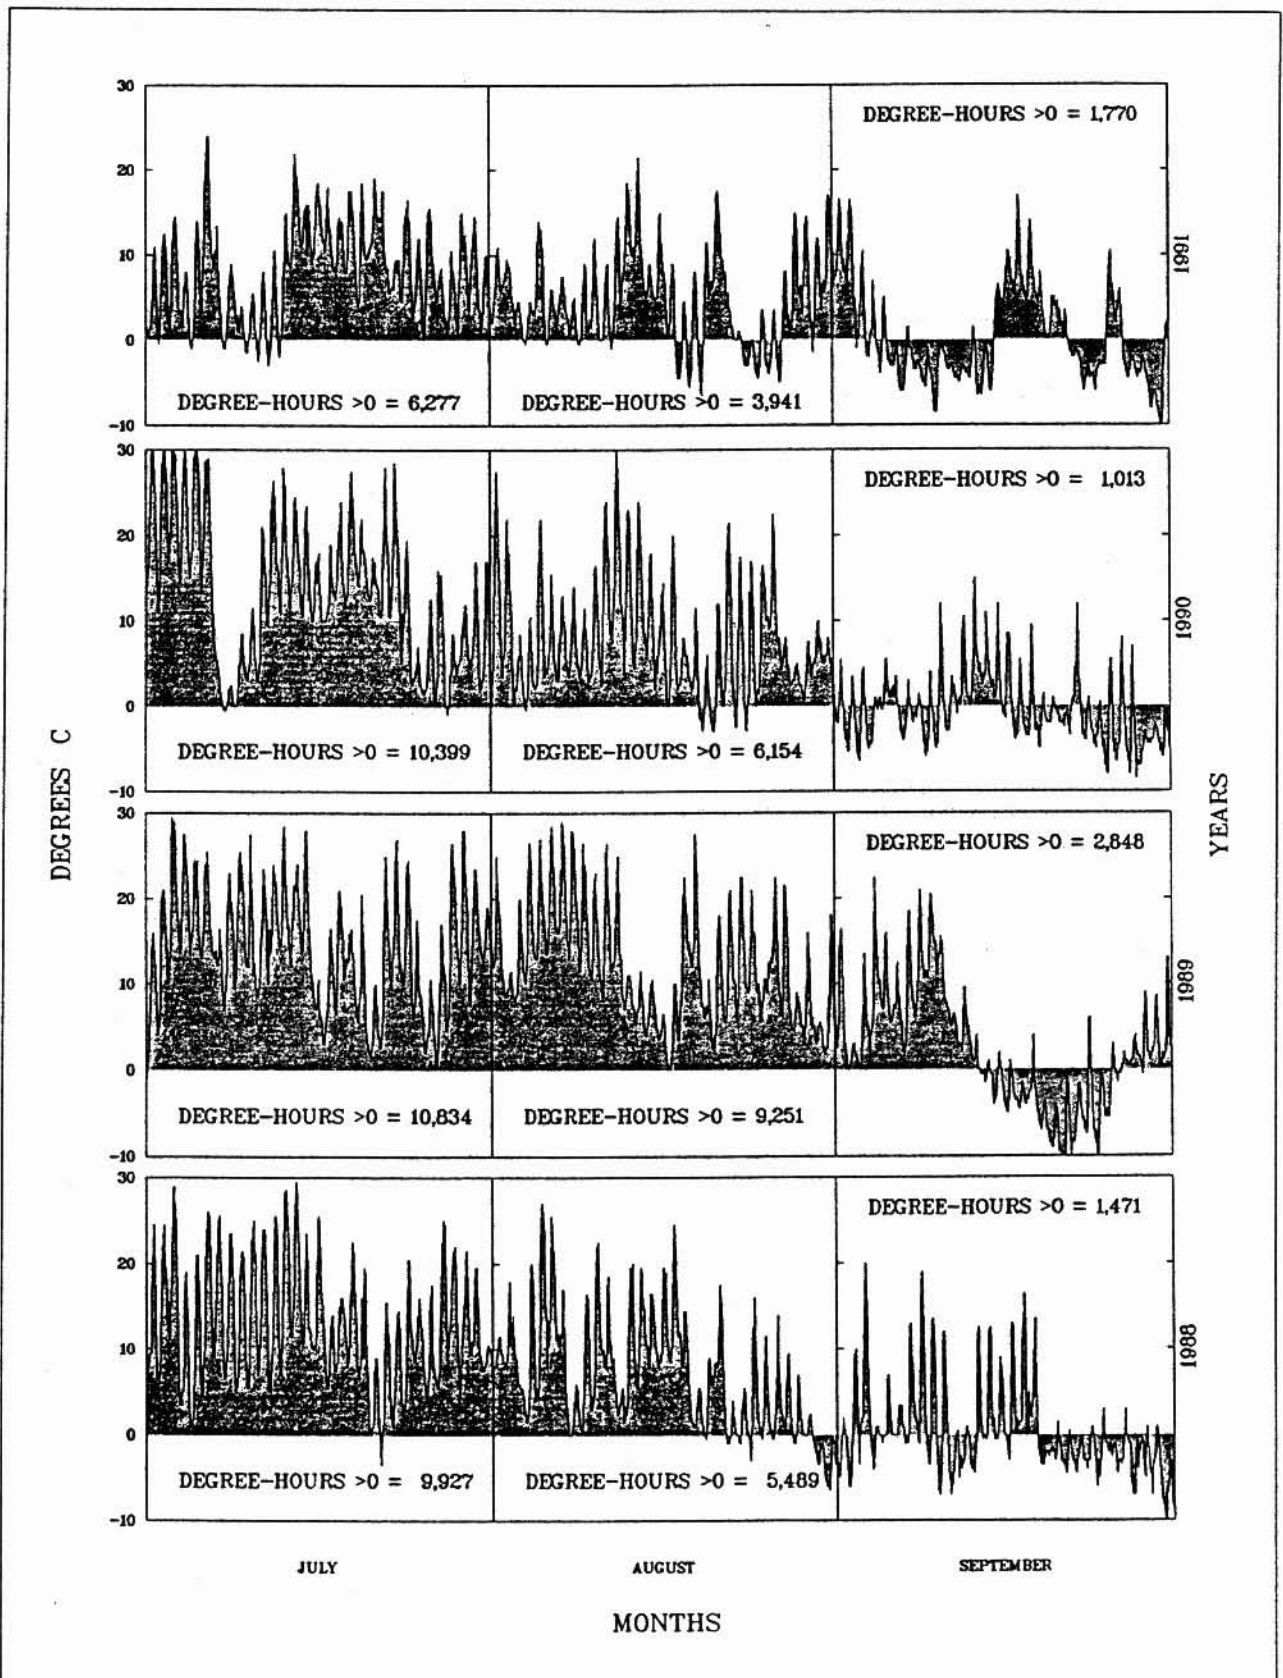 30
DEGREE-HOURS >0 = 1,770
20
10
1991
0
DEGREE-HOURS >0 = 6,277
DEGREE-HOURS >0 = 3,941
-10
30
DEGREE-HOURS >0 = 1,013
20
10
1990
0
DEGREE-HOURS >0 = 10,399
DEGREE-HOURS >0 = 6,154
-10
DEGREES C
YEARS
30
DEGREE-HOURS >0 = 2,848
20
10
1989
0
DEGREE-HOURS >0 = 10,834
DEGREE-HOURS >0 = 9,251
-10
30
DEGREE-HOURS >0 = 1,471
20
10
1988
0
DEGREE-HOURS >0 = 9,927
DEGREE-HOURS >0 = 5,489
-10
JULY
AUGUST
SEPTEMBER
MONTHS